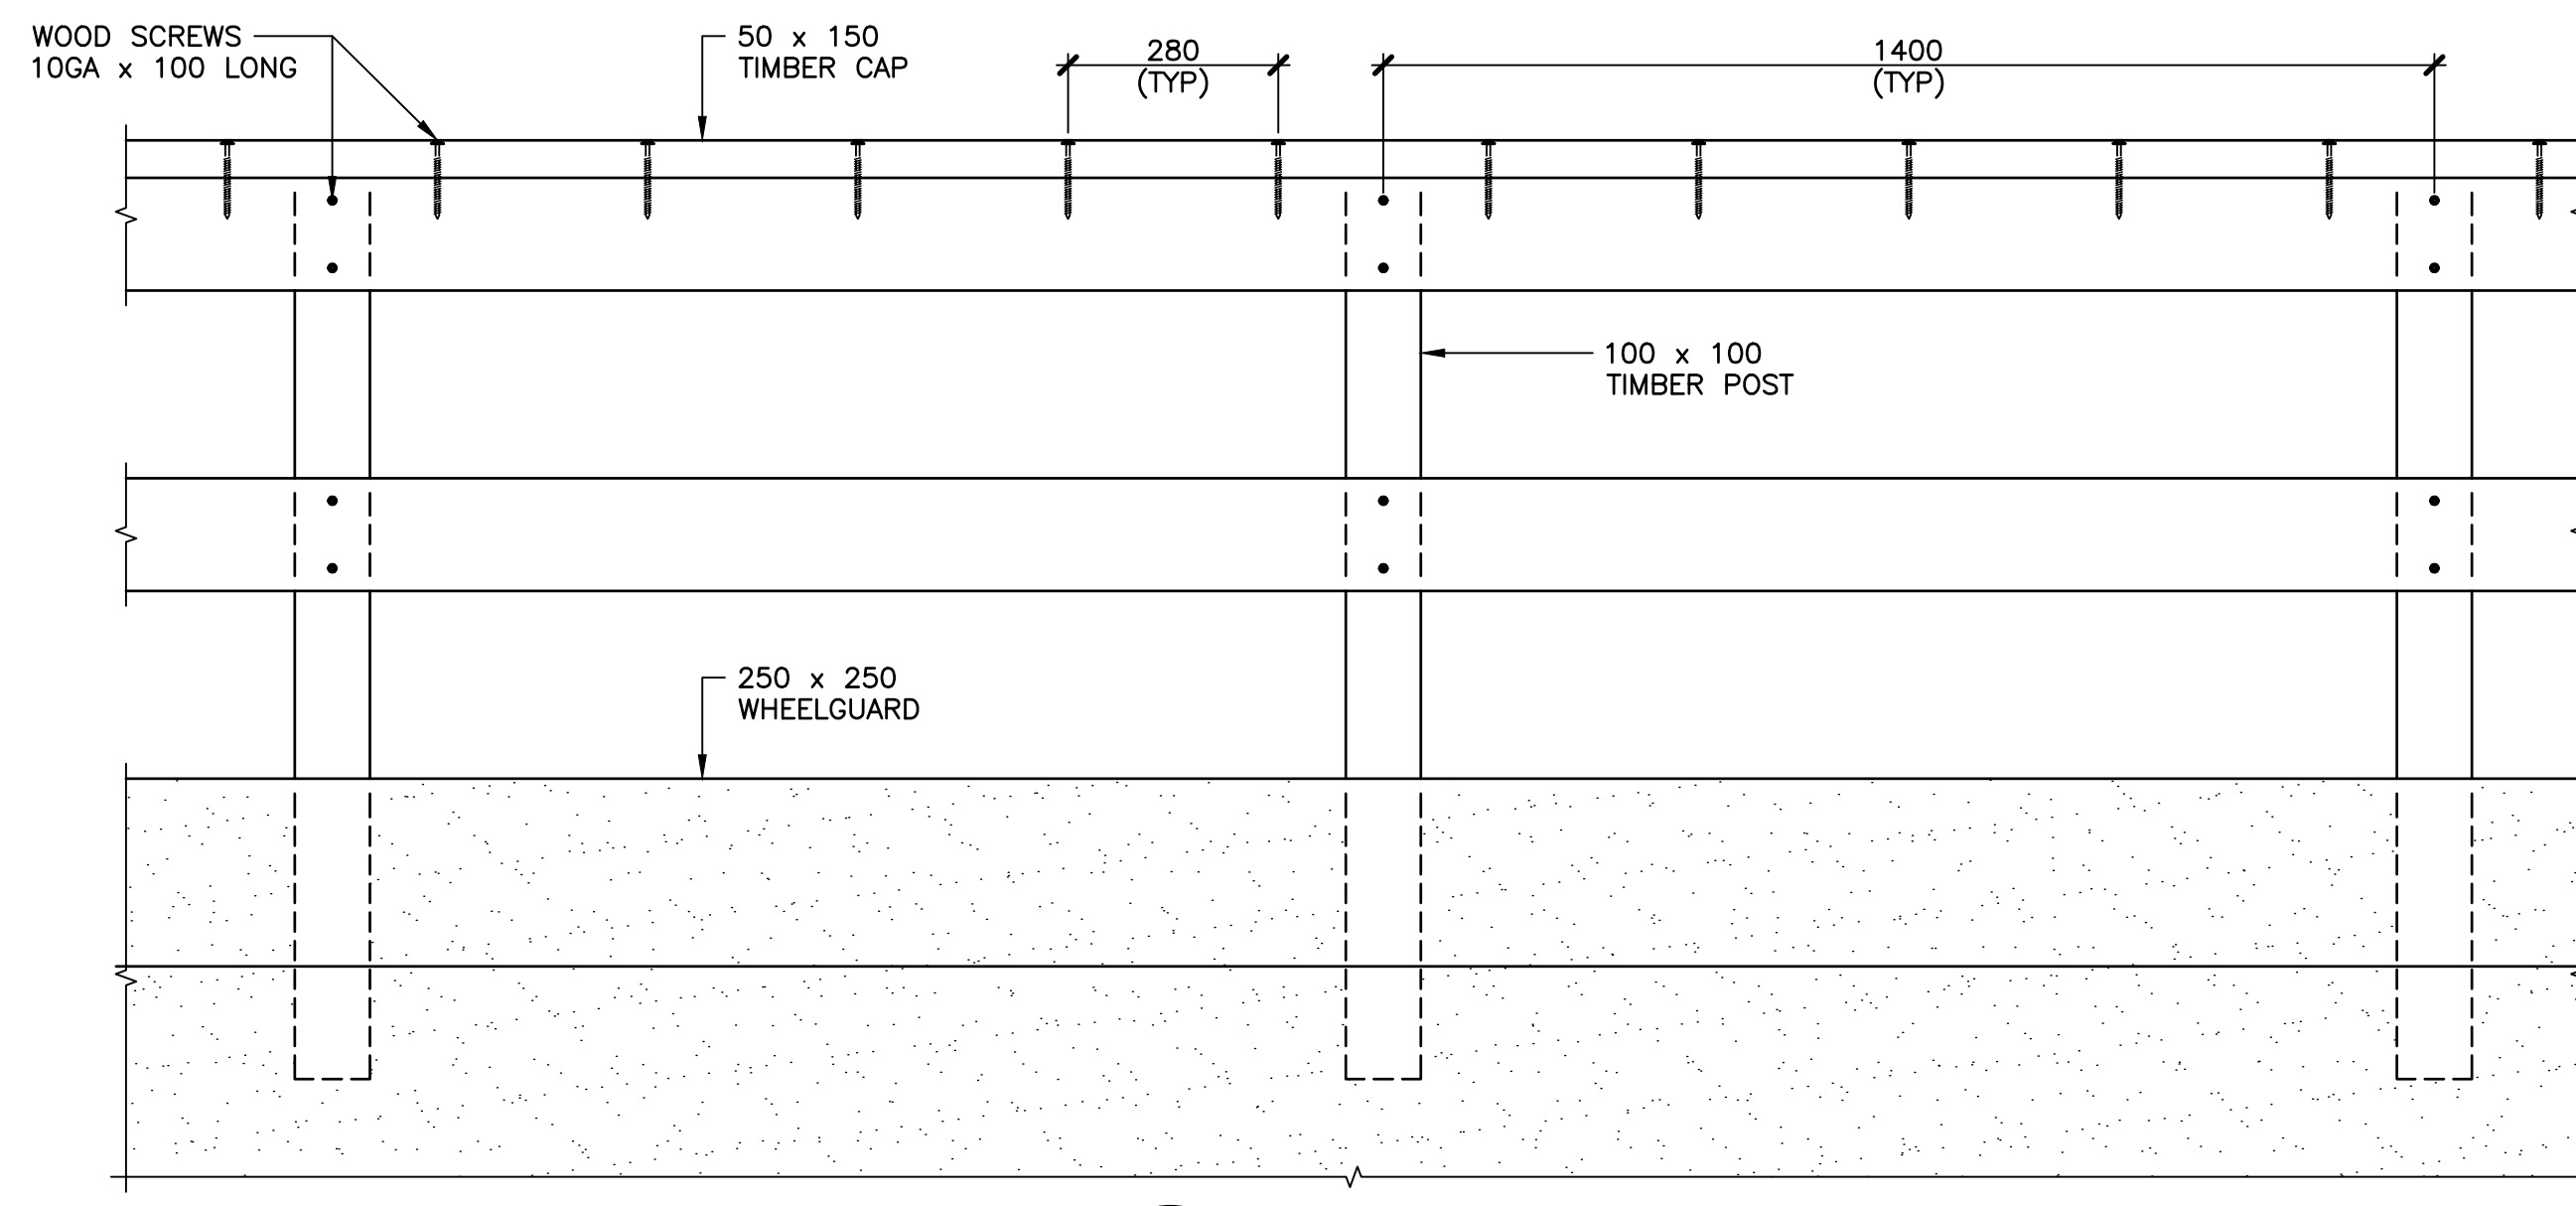 WOOD SCREWS
10GA x 100 LONG
50 x 150
TIMBER CAP
280
(TYP)
1400
(TYP)
100 x 100
TIMBER POST
250 x 250
WHEELGUARD